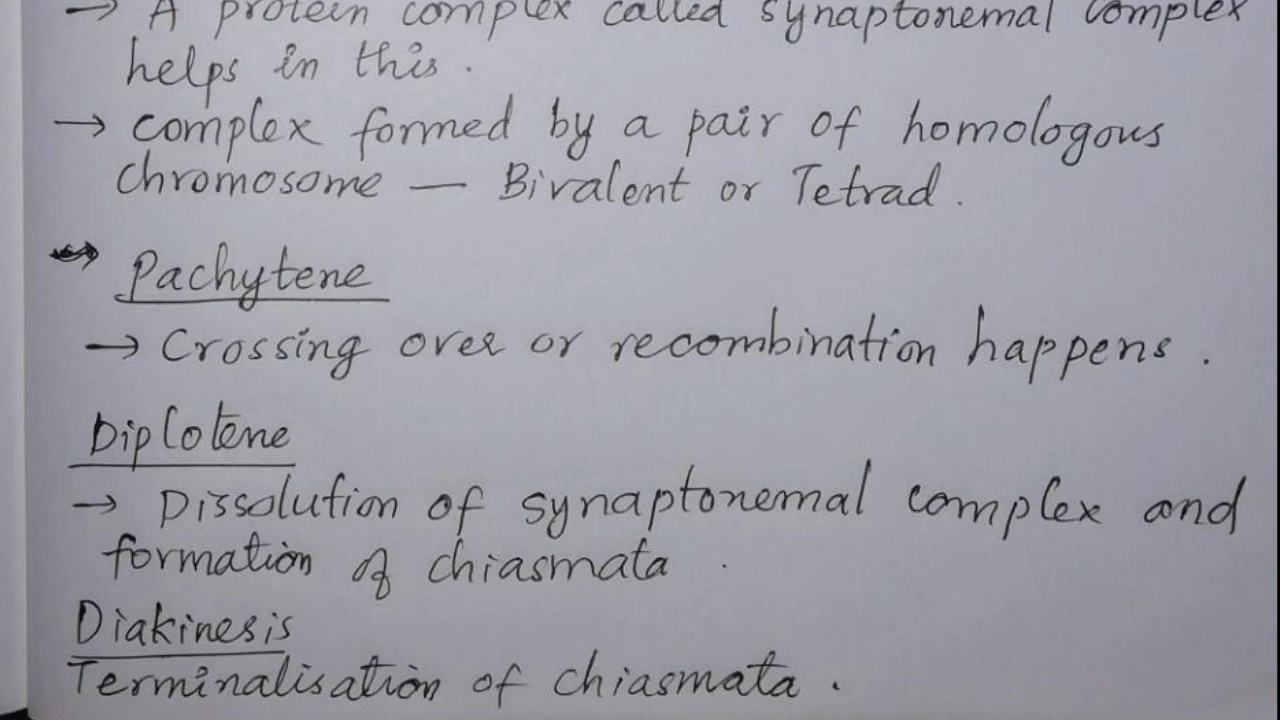 → A protein complex called synaptonemal complex
helps in this.
→ complex formed by a pair of homologous
chromosome — Bivalent or Tetrad.
→ Pachytene
→ Crossing over or recombination happens.
Diplotene
→ Dissolution of synaptonemal complex and
formation of chiasmata.
Diakinesis
Terminalisation of chiasmata.